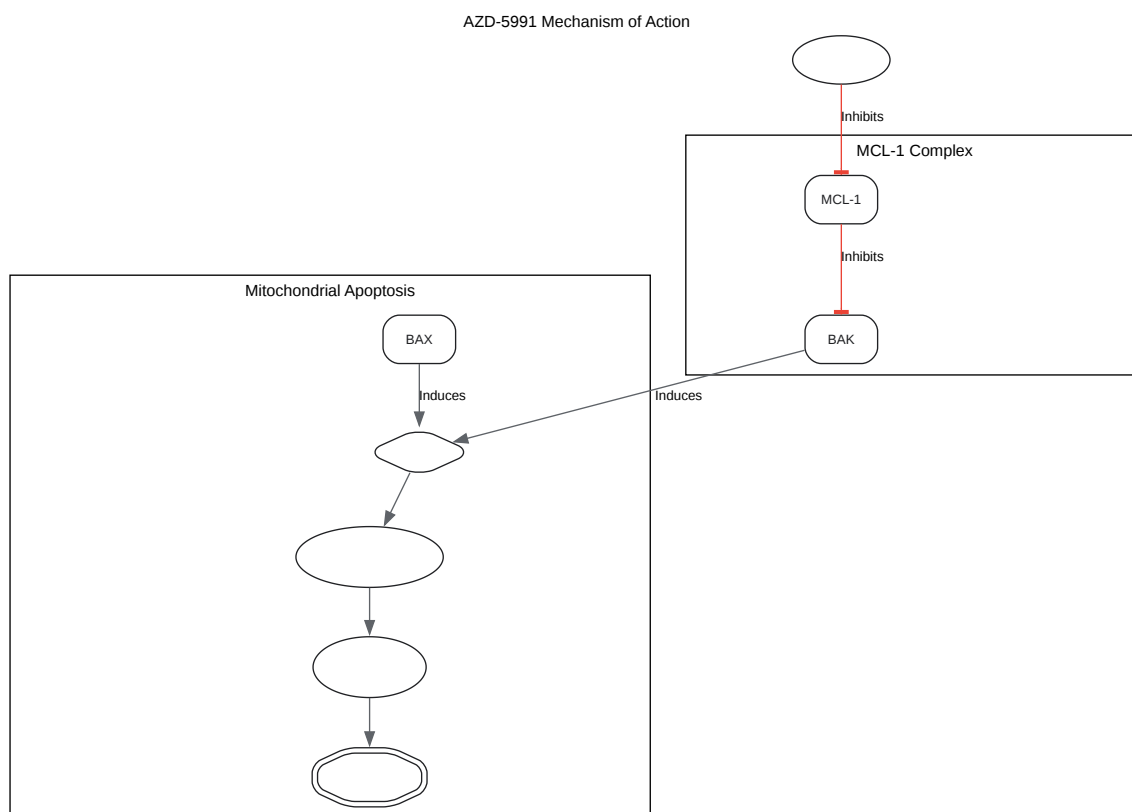 AZD-5991 Mechanism of Action
Inhibits
MCL-1 Complex
MCL-1
Inhibits
Mitochondrial Apoptosis
BAX
BAK
Induces
Induces